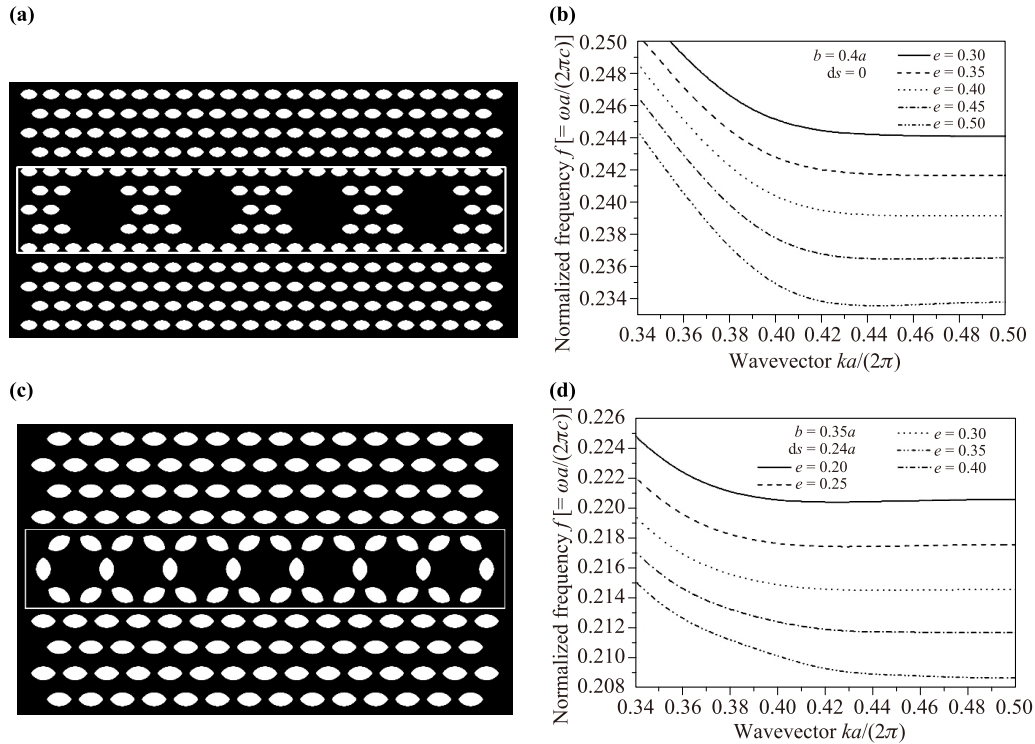 (a)
(b)
0.250
0.248
0.246
0.244
0.242
0.240
0.238
0.236
0.234
Normalized frequency f [= ωa/(2πc)]
b = 0.4a
ds = 0
e = 0.30
e = 0.35
e = 0.40
e = 0.45
e = 0.50
0.34 0.36 0.38 0.40 0.42 0.44 0.46 0.48 0.50
Wavevector ka/(2π)
(c)
(d)
0.226
0.224
0.222
0.220
0.218
0.216
0.214
0.212
0.210
0.208
Normalized frequency f [= ωa/(2πc)]
b = 0.35a
ds = 0.24a
e = 0.20
e = 0.25
e = 0.30
e = 0.35
e = 0.40
0.34 0.36 0.38 0.40 0.42 0.44 0.46 0.48 0.50
Wavevector ka/(2π)